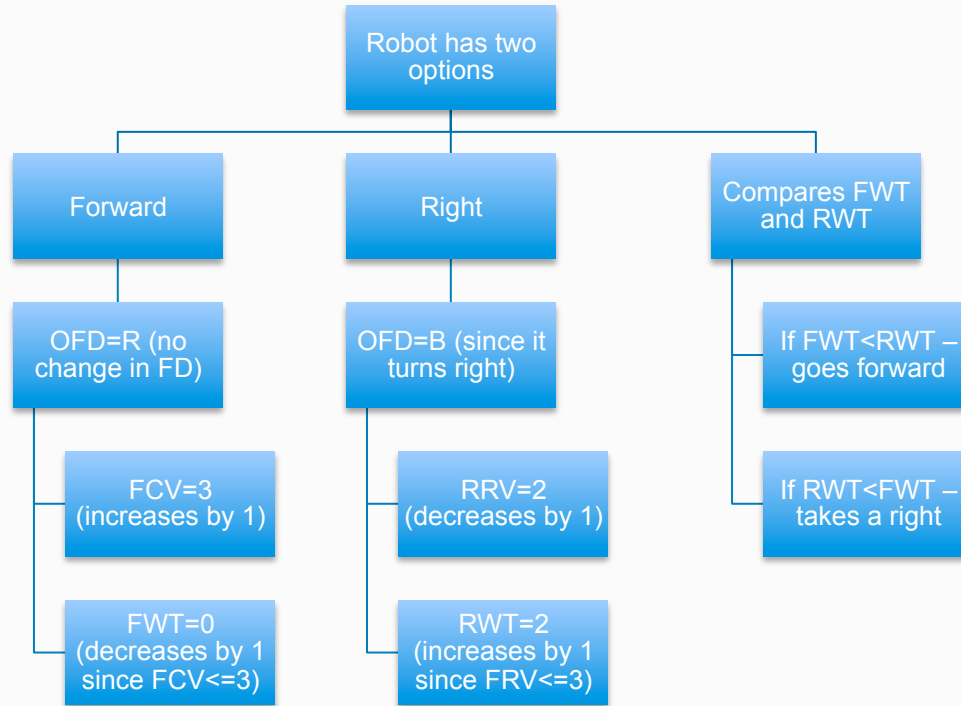 Robot has two
options
Forward
Right
Compares FWT
and RWT
OFD=R (no
change in FD)
OFD=B (since it
turns right)
If FWT<RWT –
goes forward
FCV=3
(increases by 1)
RRV=2
(decreases by 1)
If RWT<FWT –
takes a right
FWT=0
(decreases by 1
since FCV<=3)
RWT=2
(increases by 1
since FRV<=3)